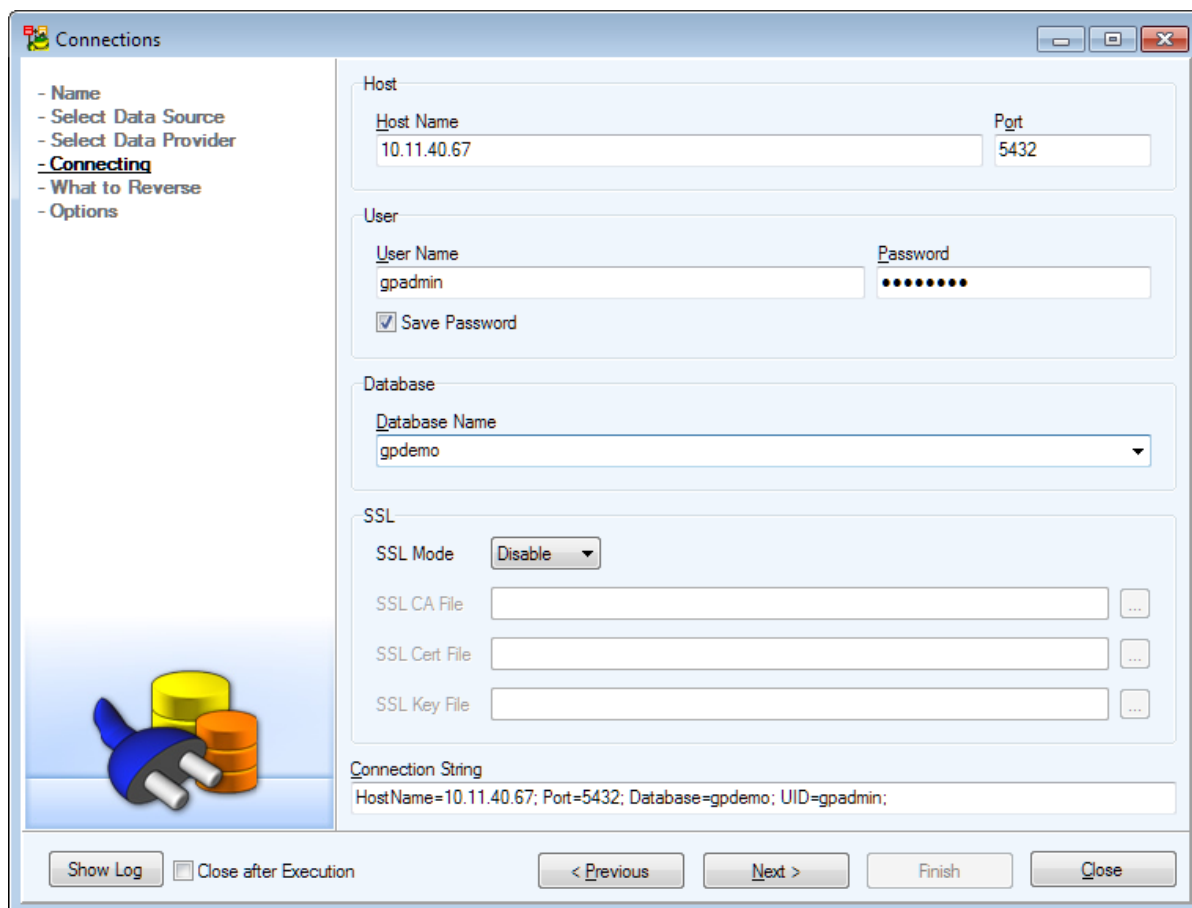 Connections
- Name
- Select Data Source
- Select Data Provider
- Connecting
- What to Reverse
- Options
Host
Host Name
Port
10.11.40.67
5432
User
User Name
Password
gpadmin
••••••••
Save Password
Database
Database Name
gpdemo
SSL
SSL Mode
Disable
SSL CA File
...
SSL Cert File
...
SSL Key File
...
Connection String
HostName=10.11.40.67; Port=5432; Database=gpdemo; UID=gpadmin;
Show Log
Close after Execution
< Previous
Next >
Finish
Close